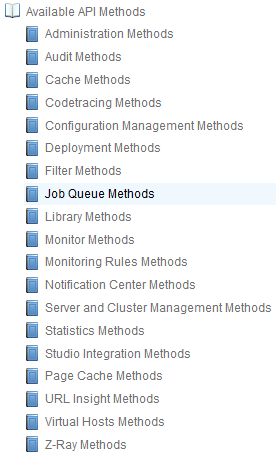 Available API Methods
Administration Methods
Audit Methods
Cache Methods
Codetracing Methods
Configuration Management Methods
Deployment Methods
Filter Methods
Job Queue Methods
Library Methods
Monitor Methods
Monitoring Rules Methods
Notification Center Methods
Server and Cluster Management Methods
Statistics Methods
Studio Integration Methods
Page Cache Methods
URL Insight Methods
Virtual Hosts Methods
Z-Ray Methods